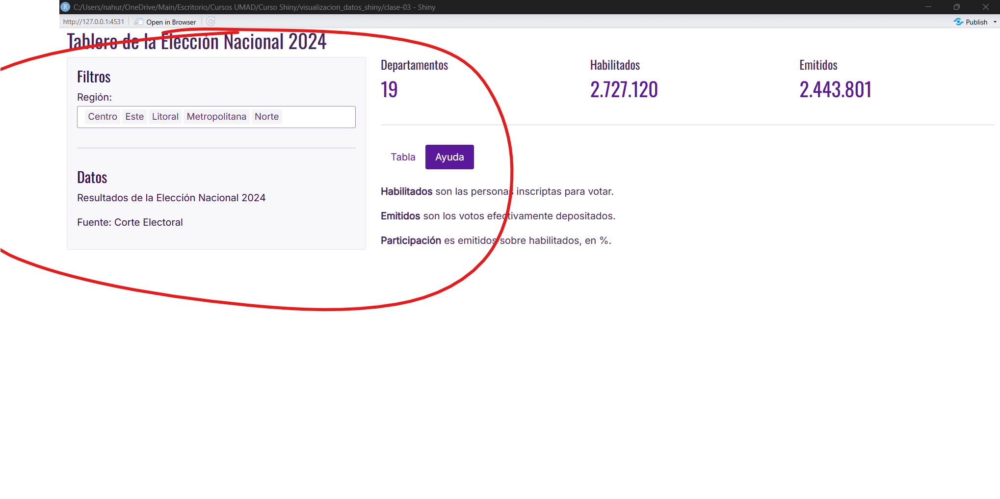 R C:/Users/nahur/OneDrive/Main/Escritorio/Cursos UMAD/Curso Shiny/visualizacion_datos_shiny/clase-03 - Shiny
http://127.0.0.1:4531 Open in Browser Publish
Tablero de la Elección Nacional 2024
Filtros
Región:
Centro Este Litoral Metropolitana Norte
Datos
Resultados de la Elección Nacional 2024
Fuente: Corte Electoral
Departamentos
19
Habilitados
2.727.120
Emitidos
2.443.801
Tabla Ayuda
Habilitados son las personas inscriptas para votar.
Emitidos son los votos efectivamente depositados.
Participación es emitidos sobre habilitados, en %.